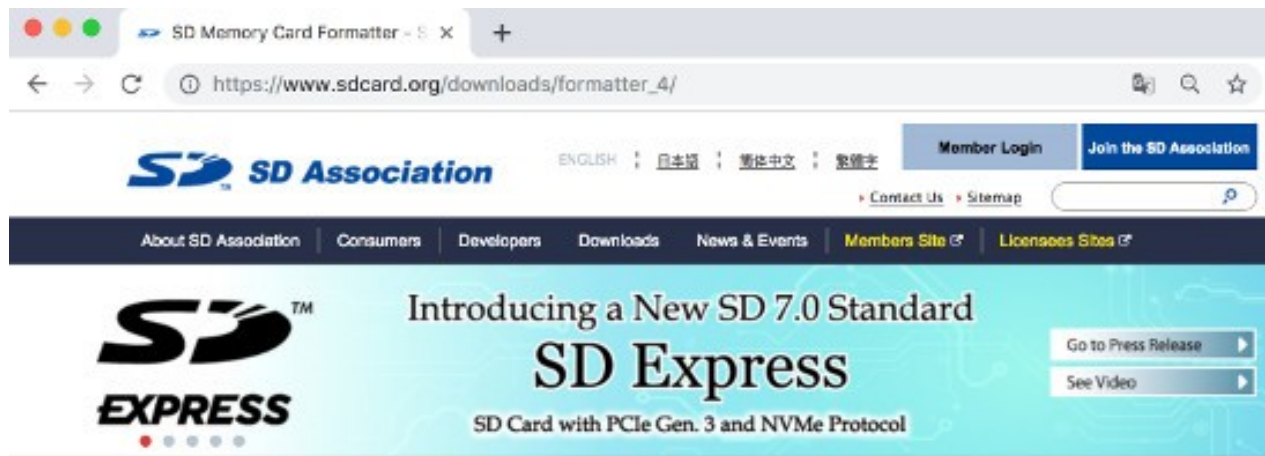 SD Memory Card Formatter - S
https://www.sdcard.org/downloads/formatter_4/
SD Association
ENGLISH 日本語 简体中文 繁體字
Member Login
Join the SD Association
Contact Us Sitemap
About SD Association Consumers Developers Downloads News & Events Members Site Licensees Sites
SD TM
EXPRESS
Introducing a New SD 7.0 Standard
SD Express
SD Card with PCIe Gen. 3 and NVMe Protocol
Go to Press Release
See Video